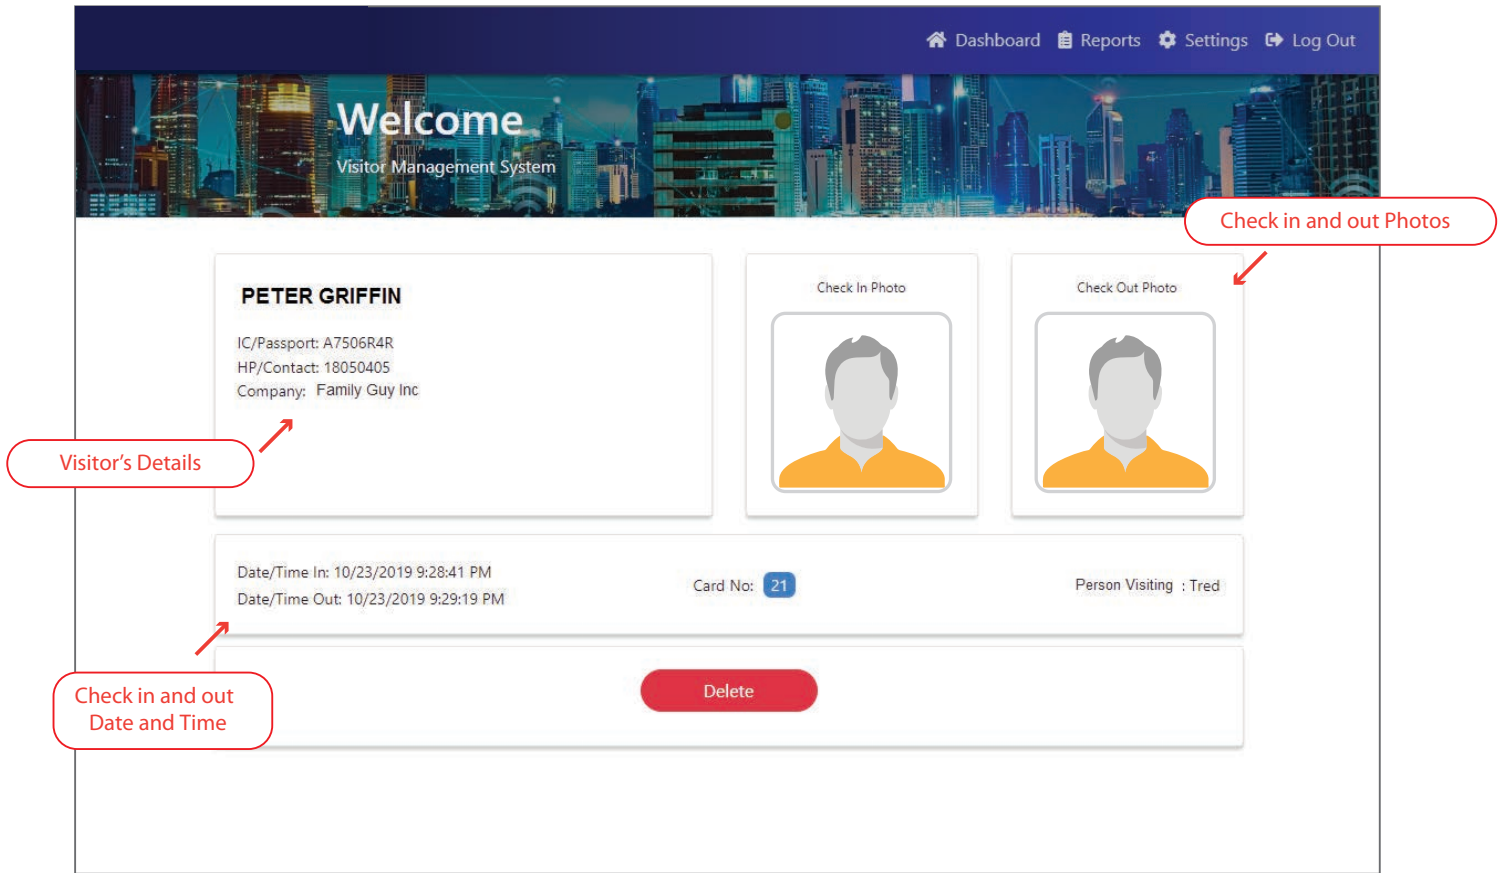 Dashboard Reports Settings Log Out
Welcome
Visitor Management System
Check in and out Photos
PETER GRIFFIN
IC/Passport: A7506R4R
HP/Contact: 18050405
Company: Family Guy Inc
Check In Photo
Check Out Photo
Visitor’s Details
Date/Time In: 10/23/2019 9:28:41 PM
Date/Time Out: 10/23/2019 9:29:19 PM
Card No: 21
Person Visiting : Tred
Check in and out
Date and Time
Delete